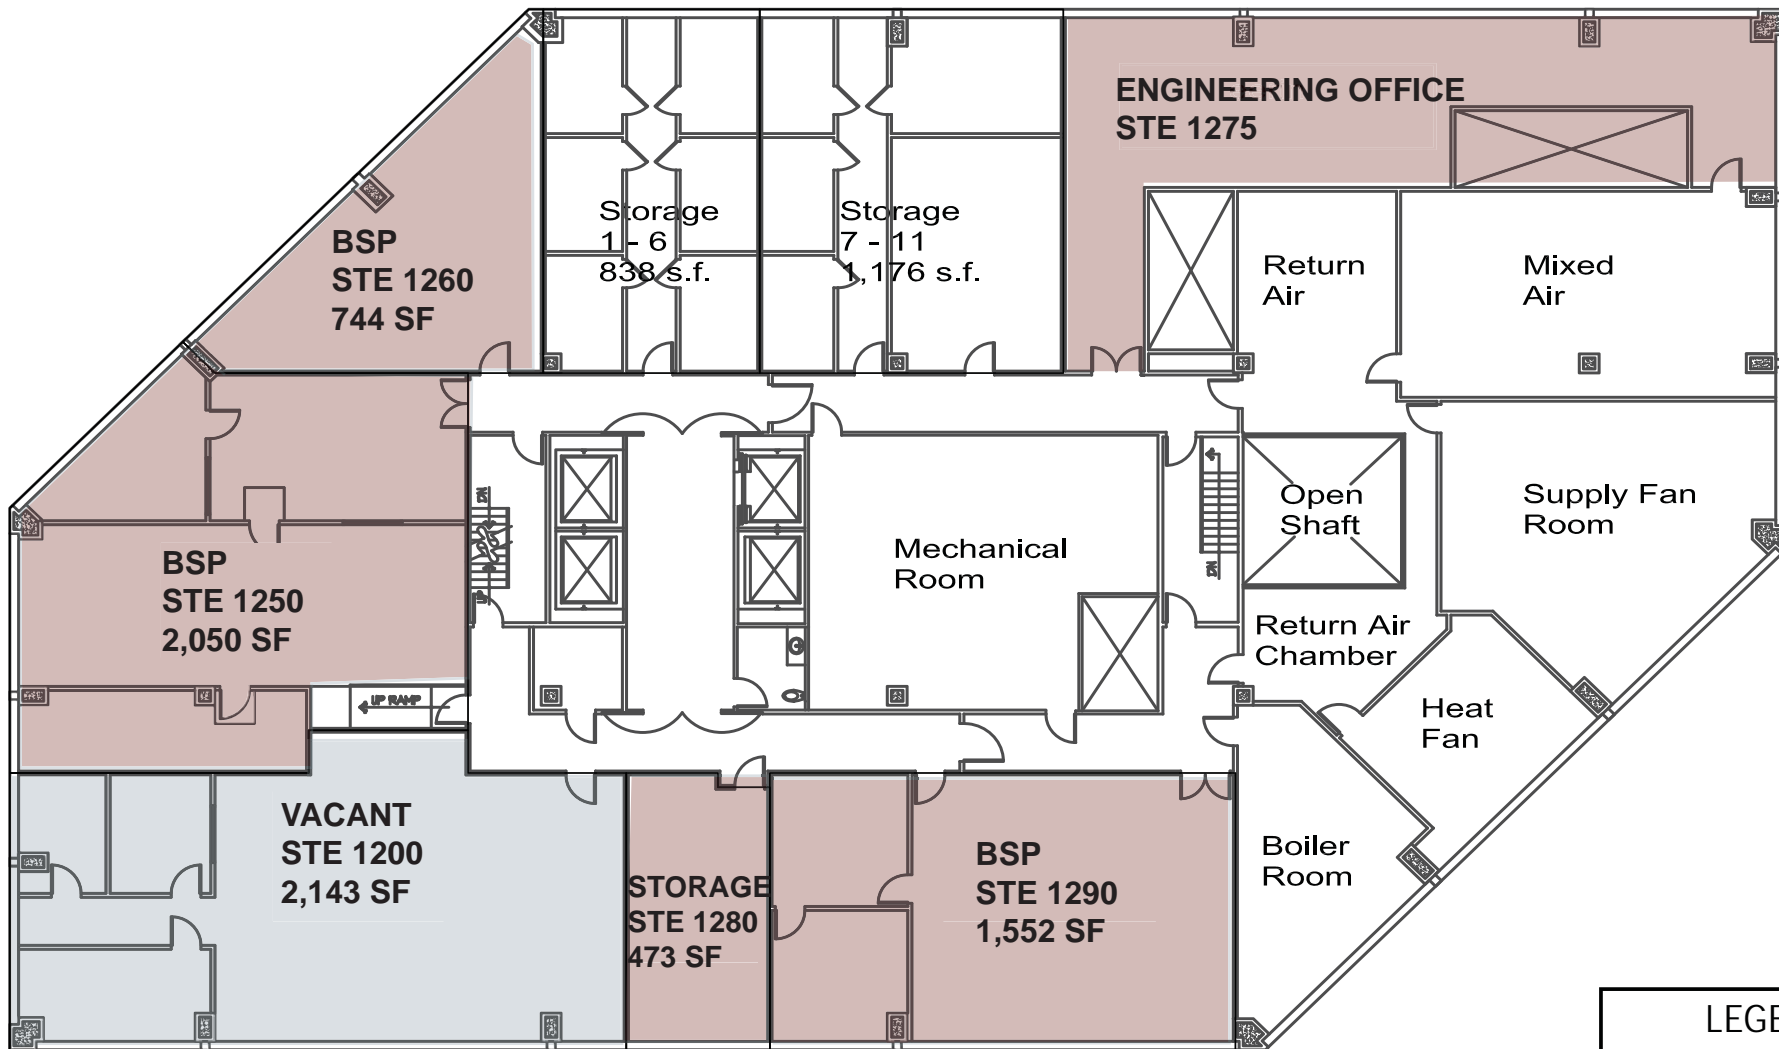 ENGINEERING OFFICE
STE 1275
Storage
1 - 6
838 s.f.
Storage
7 - 11
1,176 s.f.
BSP
STE 1260
744 SF
Return
Air
Mixed
Air
Open
Shaft
Supply Fan
Room
DN
UP
DN
Mechanical
Room
BSP
STE 1250
2,050 SF
Return Air
Chamber
UP RAMP
Heat
Fan
VACANT
STE 1200
2,143 SF
STORAGE
STE 1280
473 SF
BSP
STE 1290
1,552 SF
Boiler
Room
LEGE